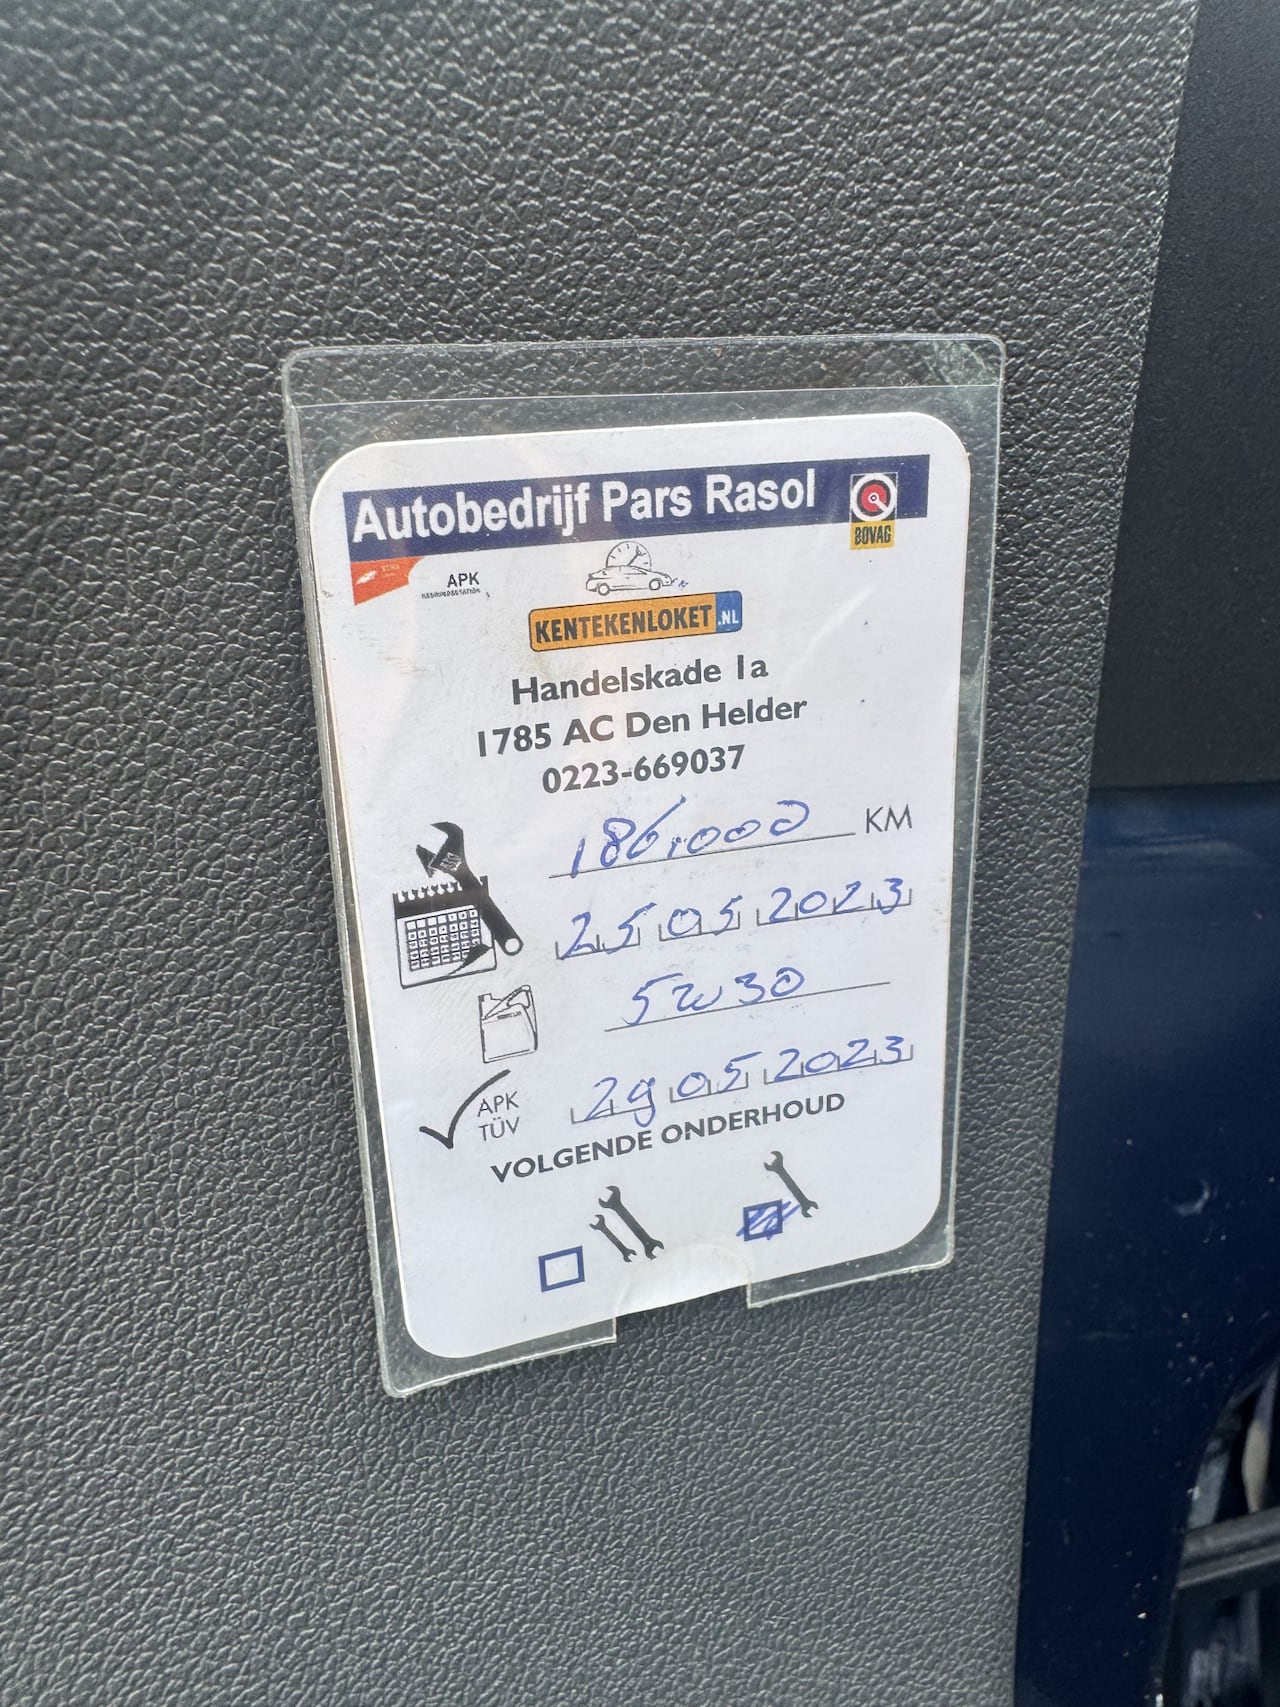 Autobedrijf Pars Rasol
BOVAG
APK
KENTEKENLOKET.NL
Handelskade 1a
1785 AC Den Helder
0223-669037
186.000 KM
25 05 2023
5w30
APK
TÜV
29 05 2023
VOLGENDE ONDERHOUD